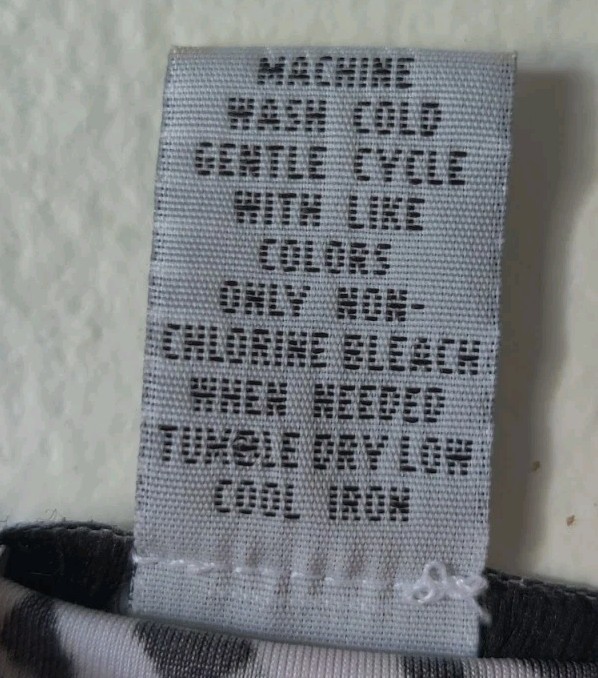 MACHINE
WASH COLD
GENTLE CYCLE
WITH LIKE
COLORS
ONLY NON-
CHLORINE BLEACH
WHEN NEEDED
TUMBLE DRY LOW
COOL IRON